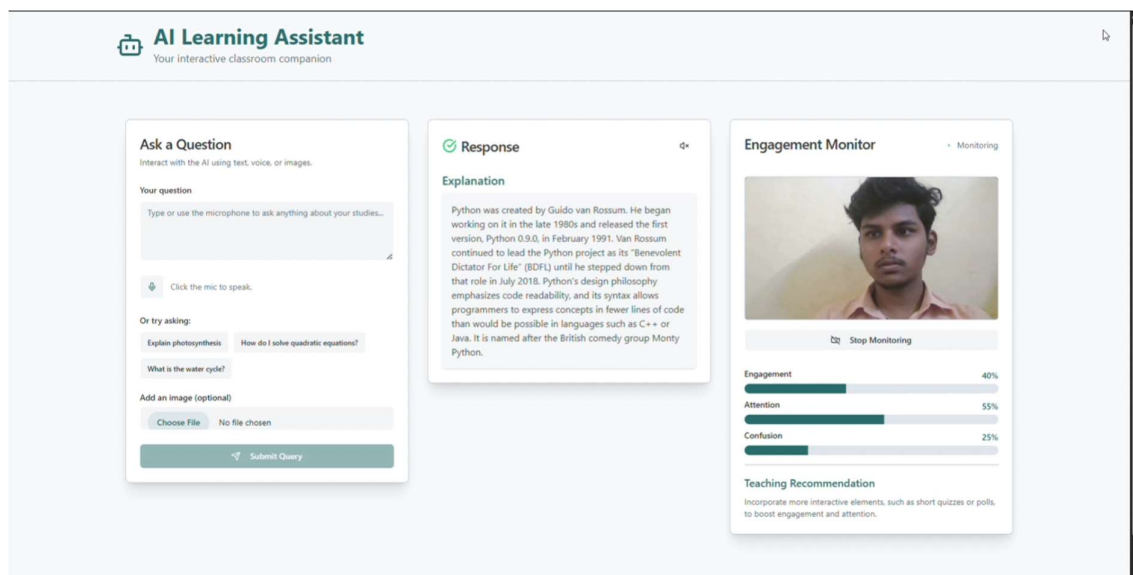 AI Learning Assistant
Your interactive classroom companion
Ask a Question
Interact with the AI using text, voice, or images.
Your question
Type or use the microphone to ask anything about your studies...
Click the mic to speak.
Or try asking:
Explain photosynthesis
How do I solve quadratic equations?
What is the water cycle?
Add an image (optional)
Choose File No file chosen
Submit Query
Response
Explanation
Python was created by Guido van Rossum. He began
working on it in the late 1980s and released the first
version, Python 0.9.0, in February 1991. Van Rossum
continued to lead the Python project as its "Benevolent
Dictator For Life" (BDFL) until he stepped down from
that role in July 2018. Python's design philosophy
emphasizes code readability, and its syntax allows
programmers to express concepts in fewer lines of code
than would be possible in languages such as C++ or
Java. It is named after the British comedy group Monty
Python.
Engagement Monitor
Monitoring
Stop Monitoring
Engagement 40%
Attention 55%
Confusion 25%
Teaching Recommendation
Incorporate more interactive elements, such as short quizzes or polls,
to boost engagement and attention.